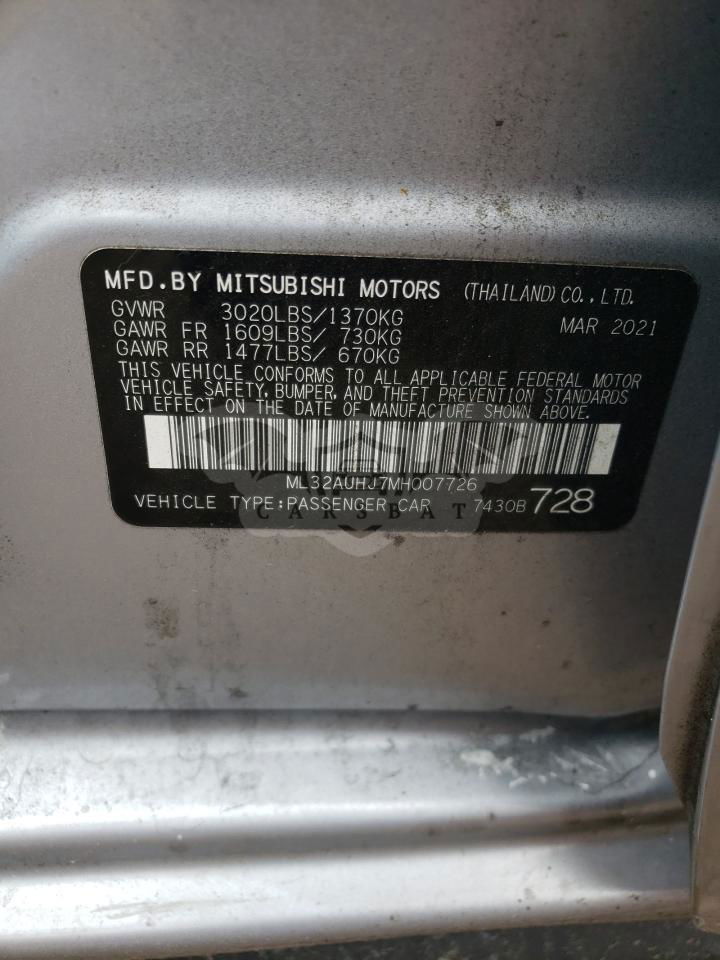 MFD.BY MITSUBISHI MOTORS (THAILAND)CO.,LTD.
GVWR 3020LBS/1370KG MAR 2021
GAWR FR 1609LBS/ 730KG
GAWR RR 1477LBS/ 670KG
THIS VEHICLE CONFORMS TO ALL APPLICABLE FEDERAL MOTOR
VEHICLE SAFETY, BUMPER, AND THEFT PREVENTION STANDARDS
IN EFFECT ON THE DATE OF MANUFACTURE SHOWN ABOVE.
ML32AUHJ7MH007726
VEHICLE TYPE:PASSENGER CAR 7430B 728
CARSBAT